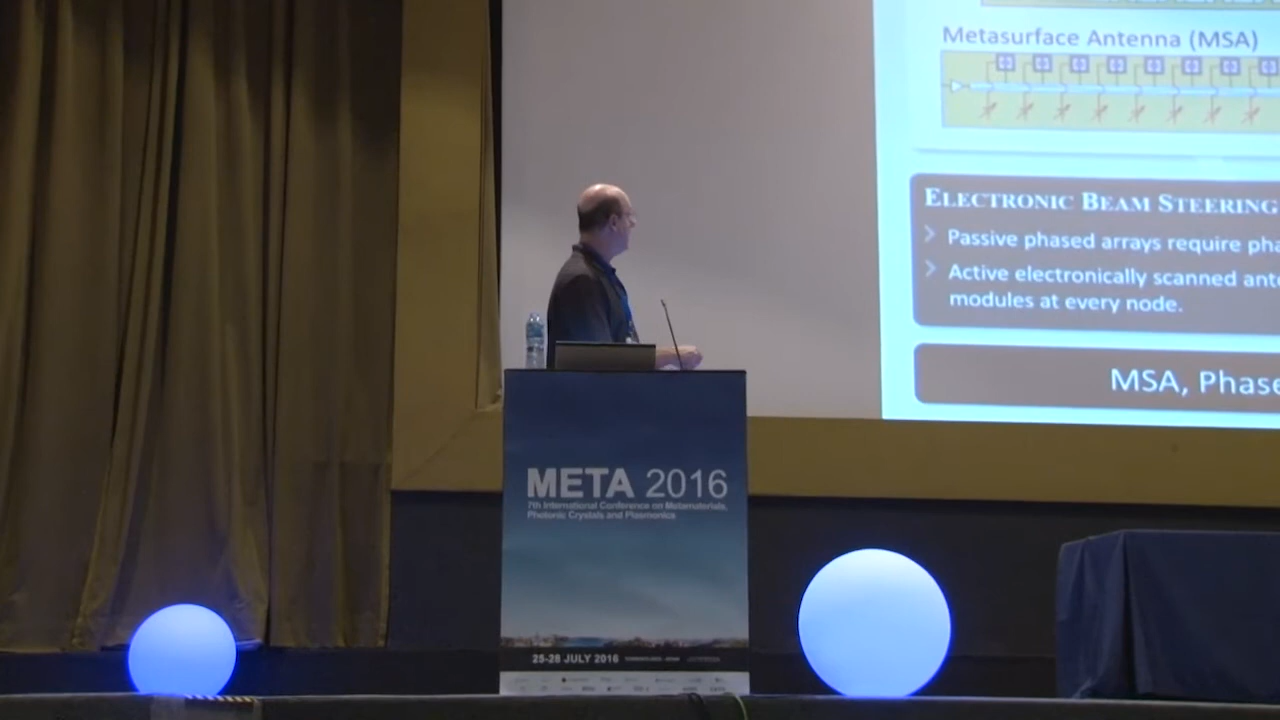 Metasurface Antenna (MSA)
ELECTRONIC BEAM STEERING
Passive phased arrays require pha
Active electronically scanned ant
modules at every node.
MSA, Phase
META 2016
7th International Conference on Metamaterials,
Photonic Crystals and Plasmonics
25-28 JULY 2016